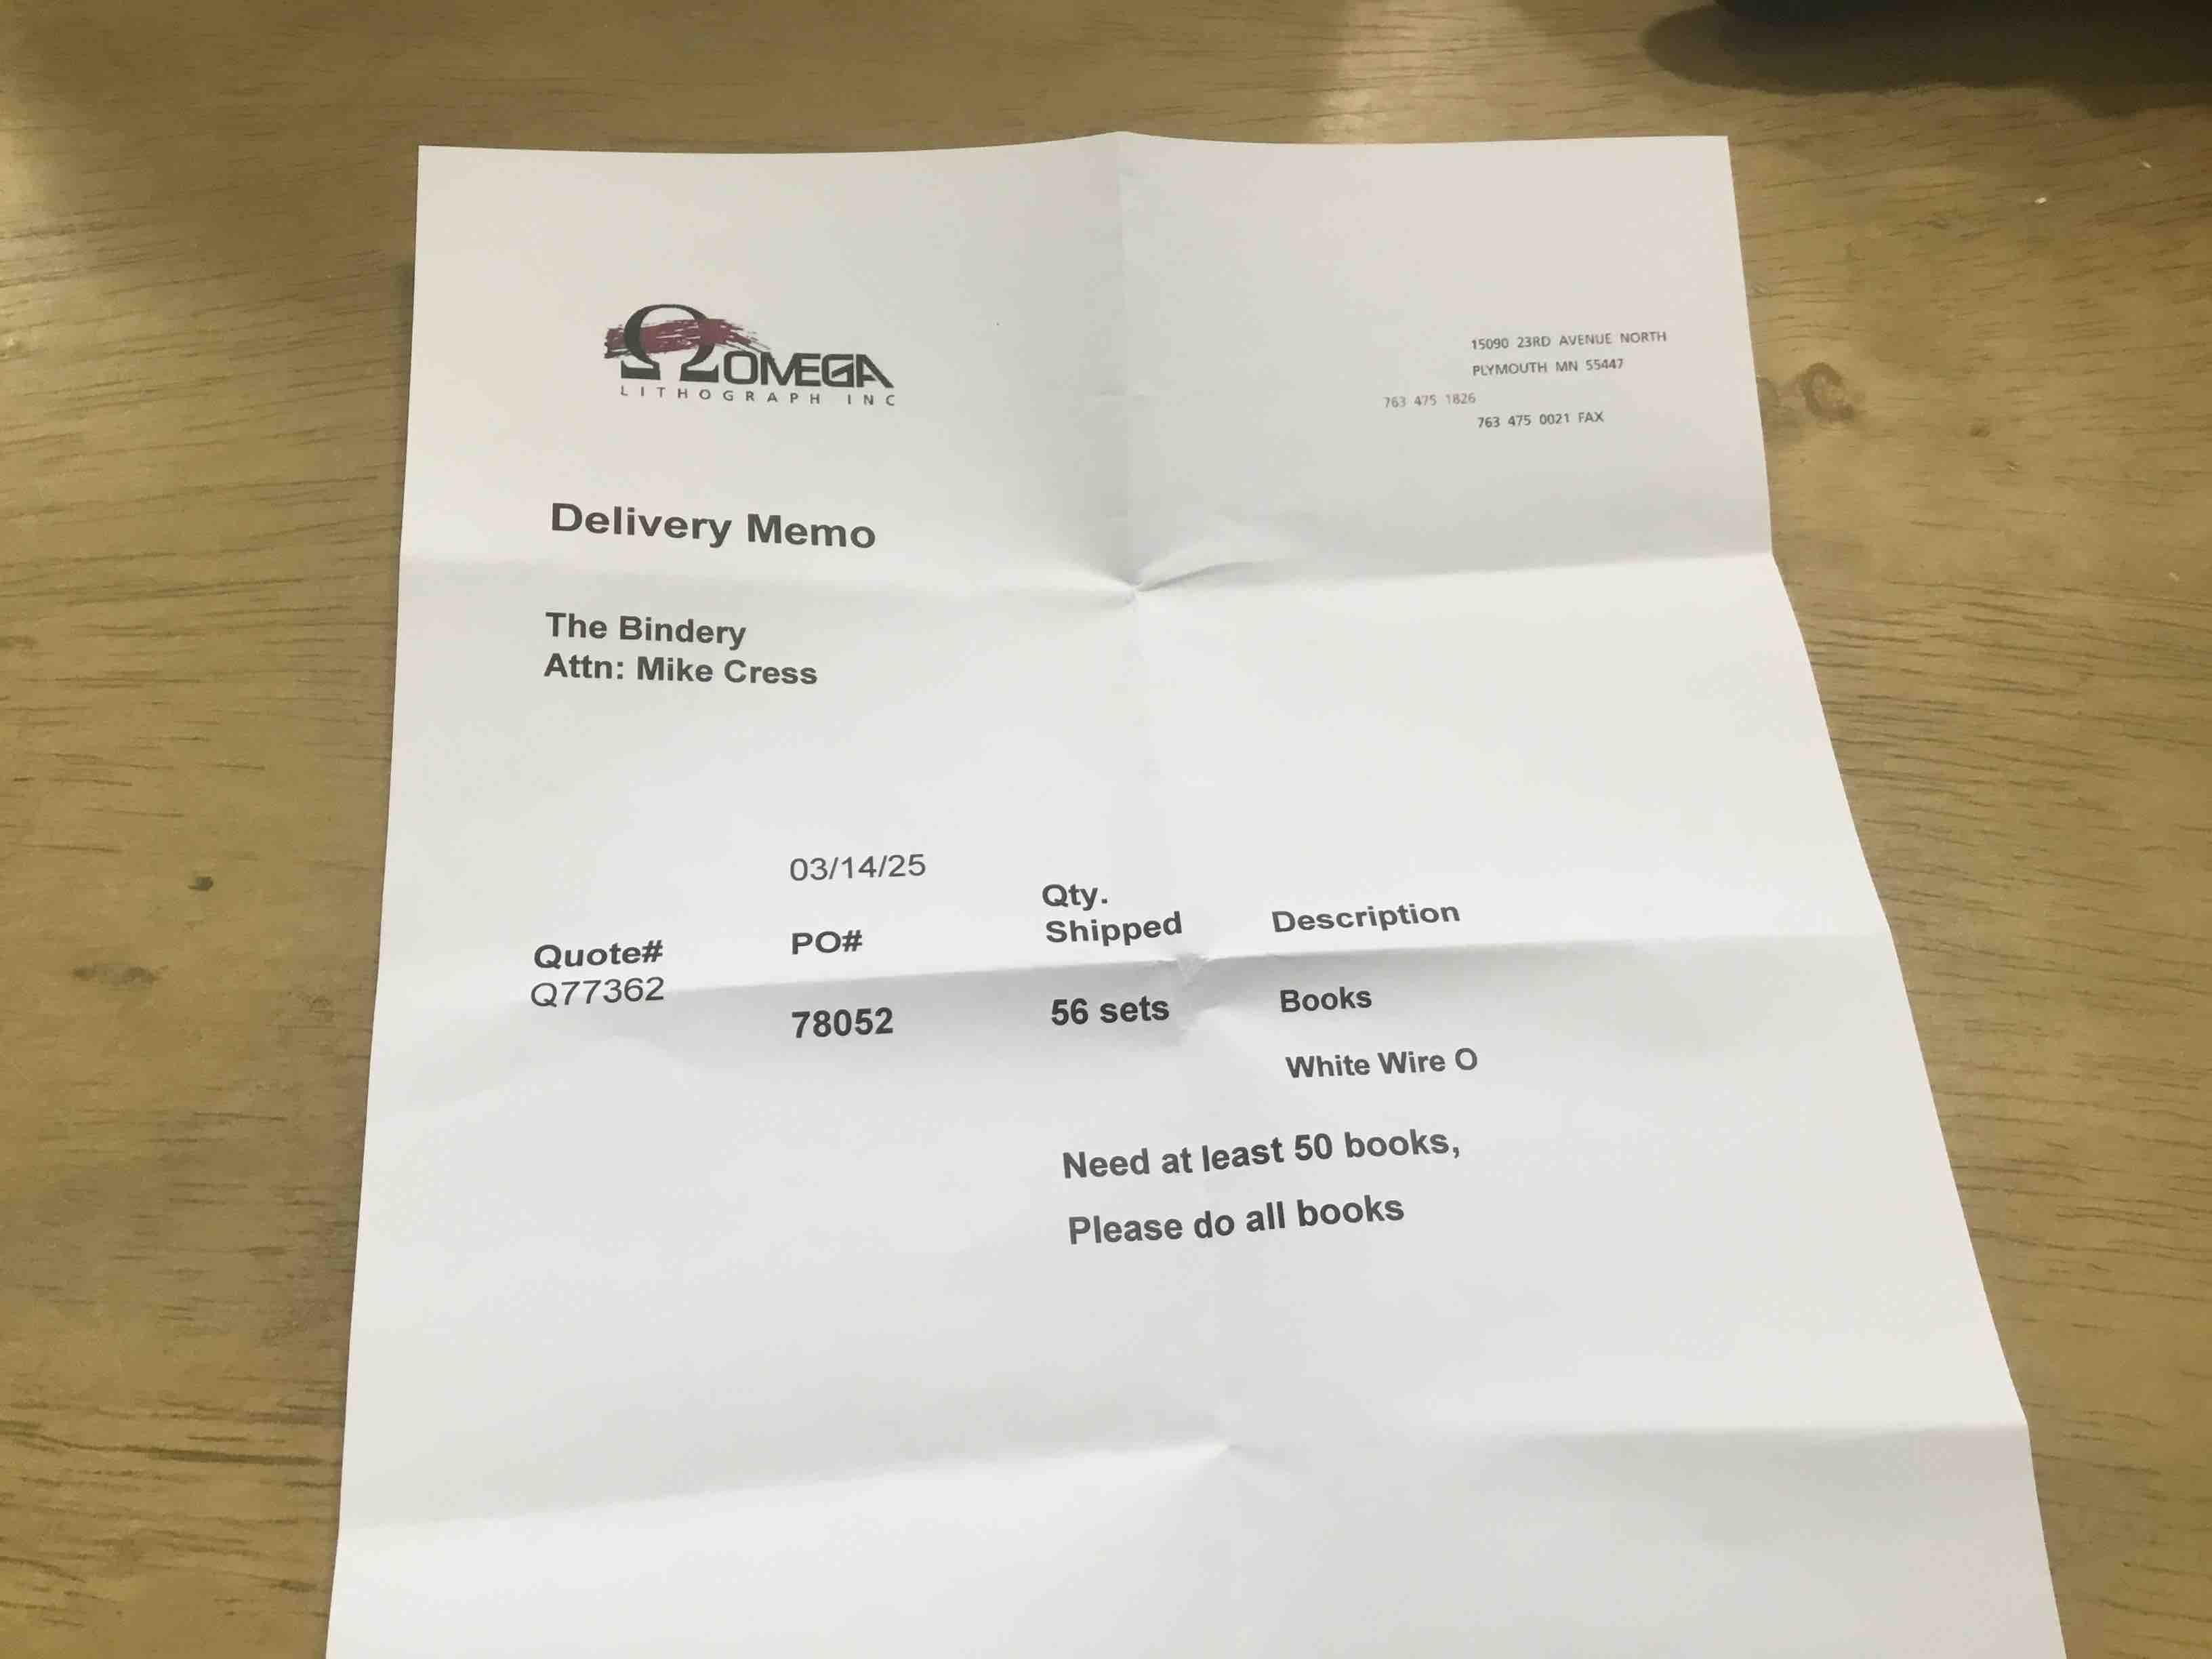 Ω OMEGA
LITHOGRAPH INC
15090 23RD AVENUE NORTH
PLYMOUTH MN 55447
763 475 1826
763 475 0021 FAX
Delivery Memo
The Bindery
Attn: Mike Cress
03/14/25
Quote# PO# Qty. Shipped Description
Q77362
78052 56 sets Books
White Wire O
Need at least 50 books,
Please do all books